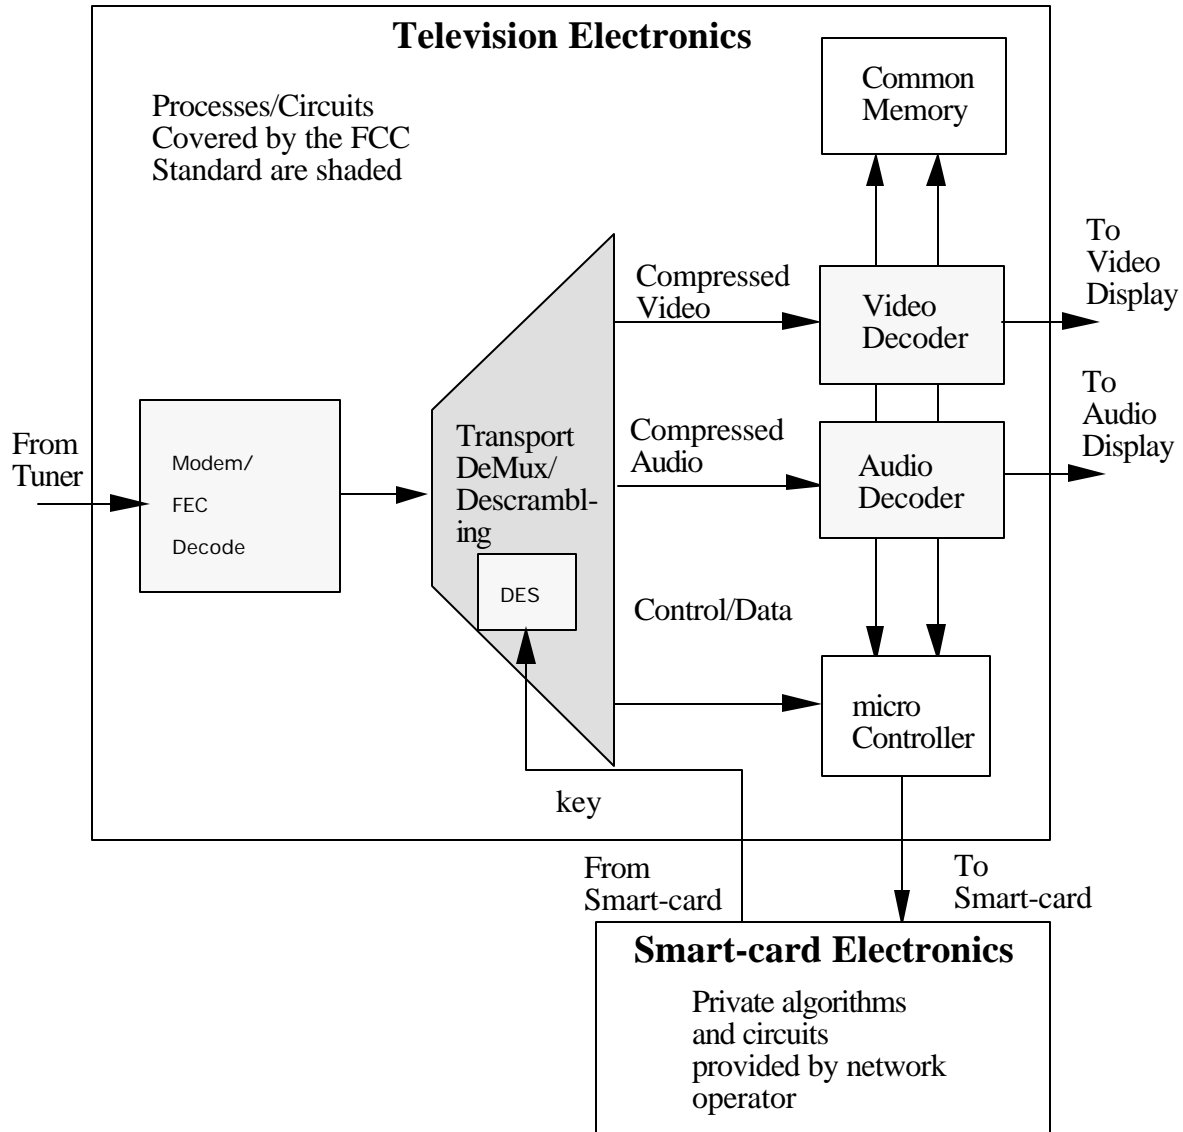 Television Electronics
Processes/Circuits
Covered by the FCC
Standard are shaded
Common
Memory
To
Video
Display
Compressed
Video
Video
Decoder
To
Audio
Display
From
Tuner
Modem/
FEC
Decode
Transport
DeMux/
Descrambl-
ing
DES
Compressed
Audio
Audio
Decoder
Control/Data
micro
Controller
key
From
Smart-card
To
Smart-card
Smart-card Electronics
Private algorithms
and circuits
provided by network
operator